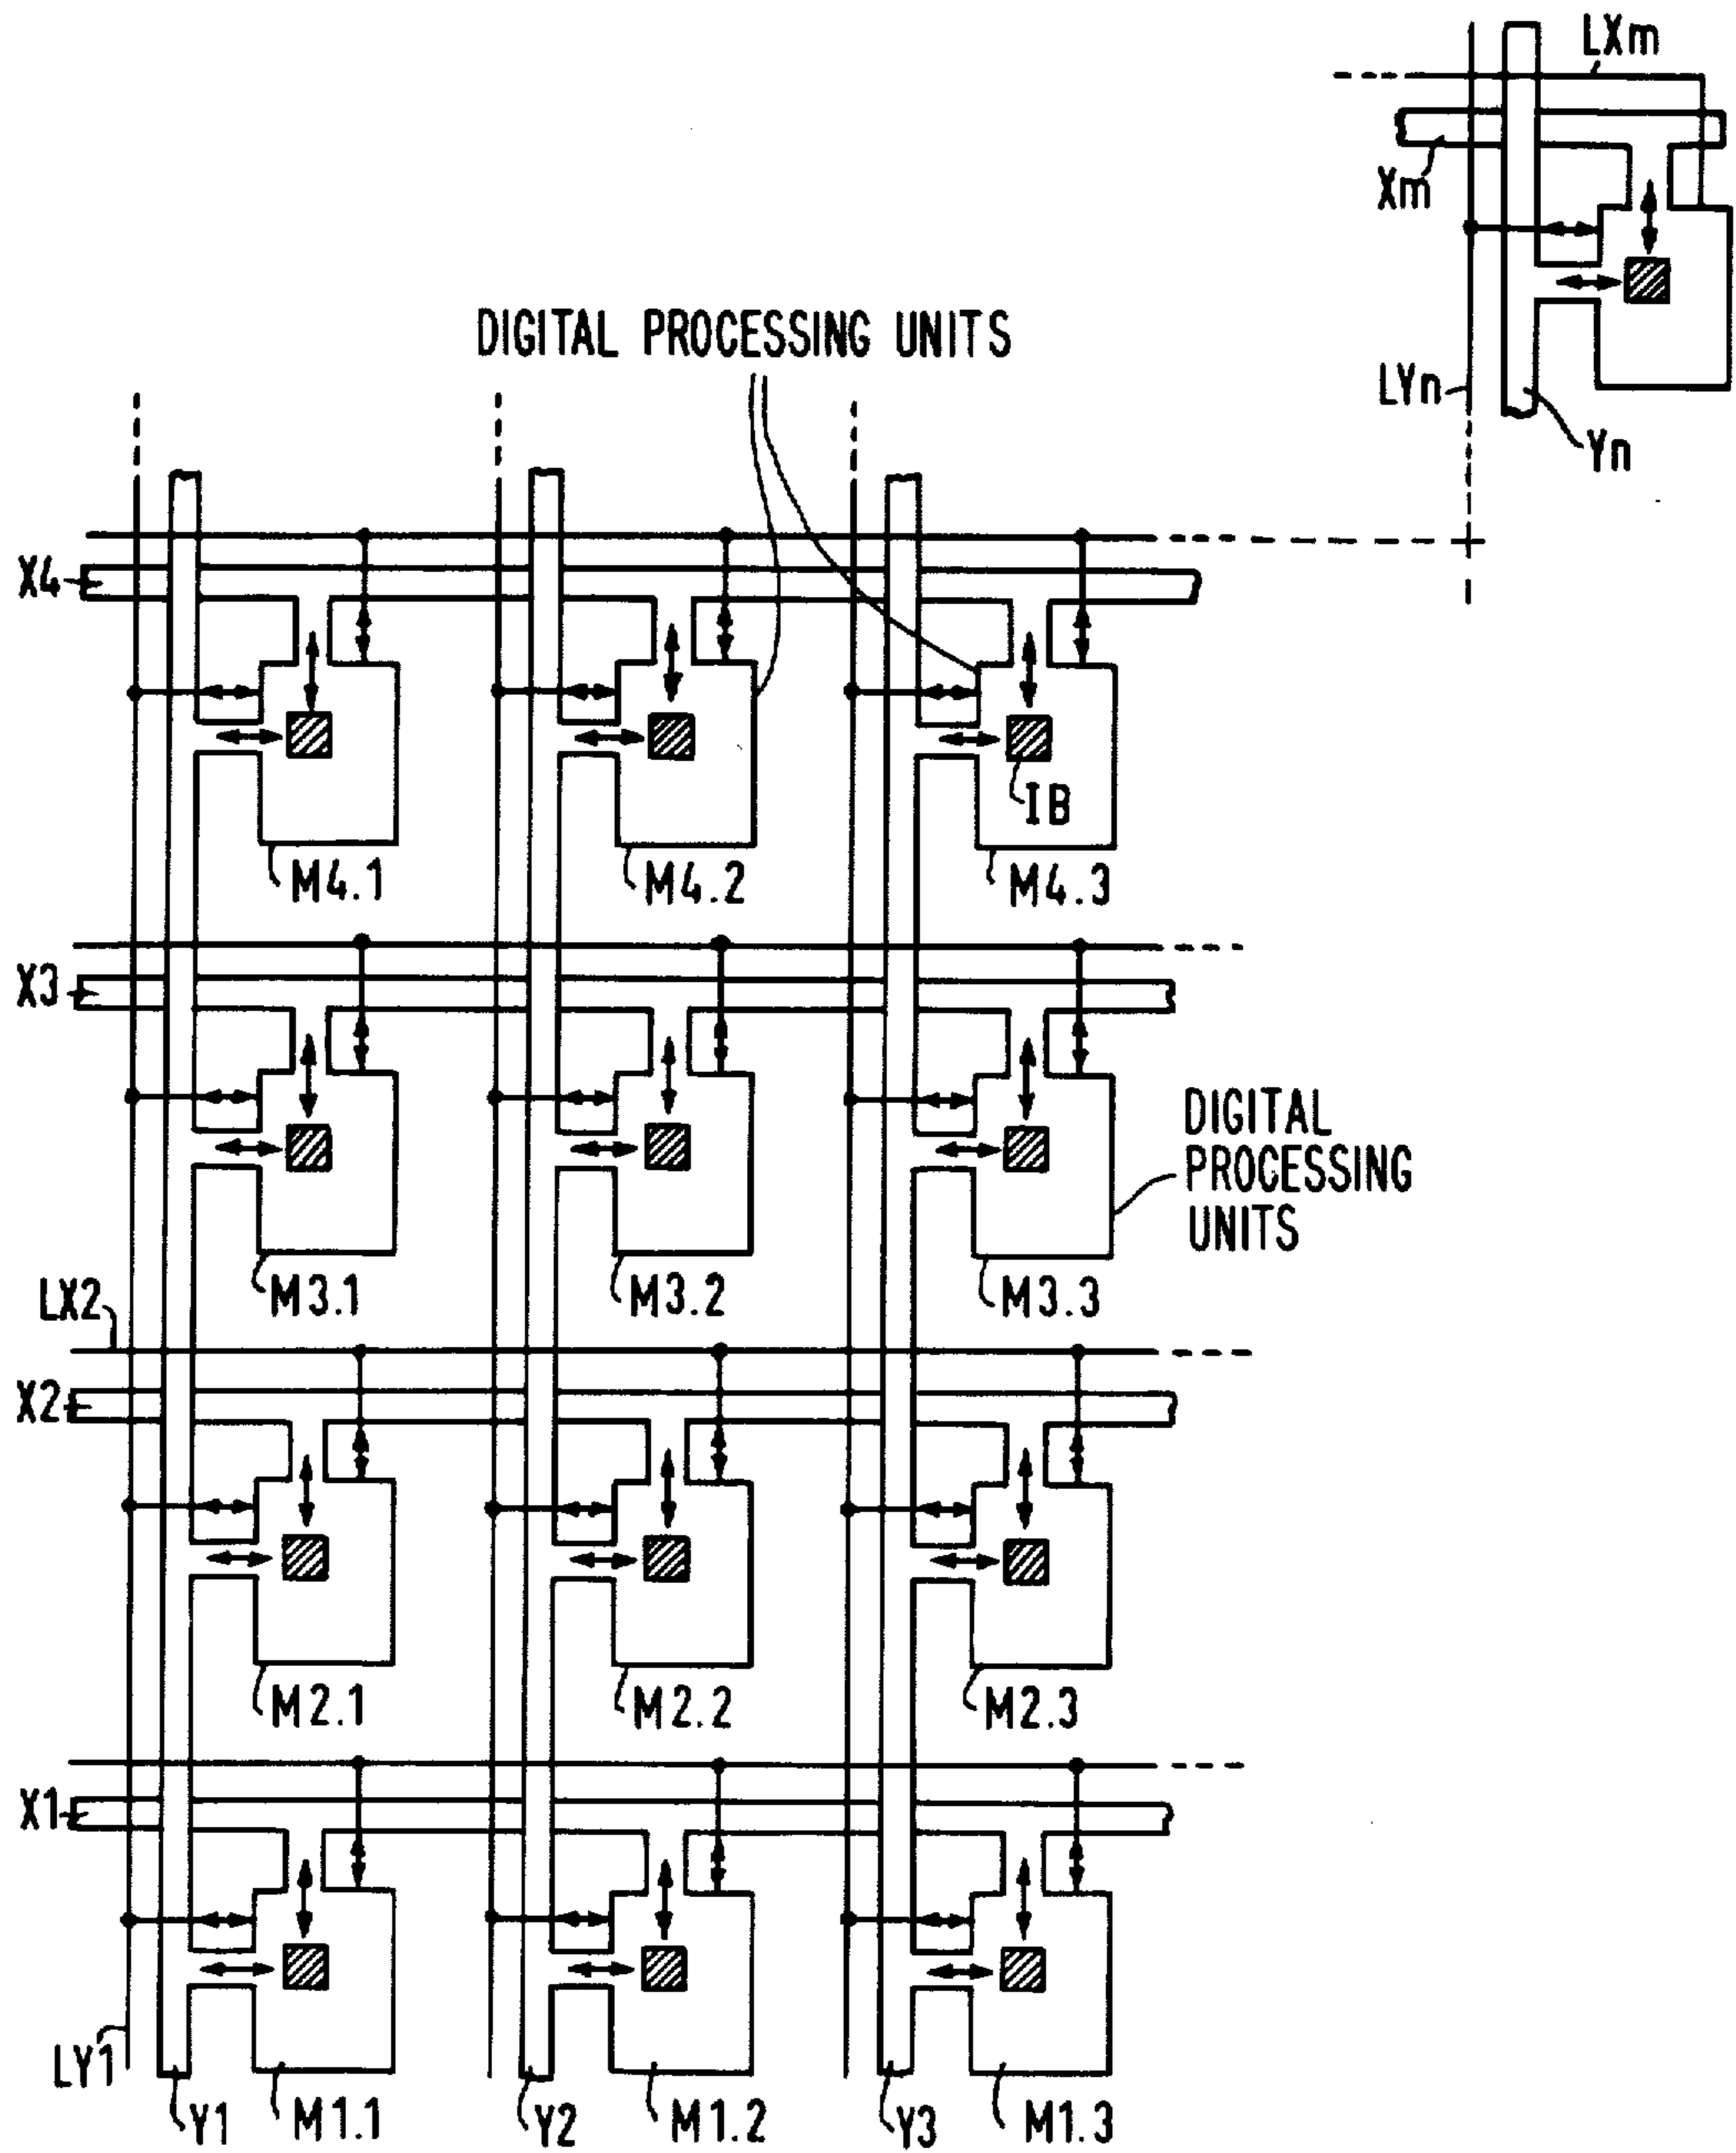 LXm
Xm
DIGITAL PROCESSING UNITS
LYn
Yn
X4
IB
M4.1
M4.2
M4.3
X3
DIGITAL
PROCESSING
UNITS
M3.1
M3.2
M3.3
LX2
X2
M2.1
M2.2
M2.3
X1
LY1
Y1
M1.1
Y2
M1.2
Y3
M1.3